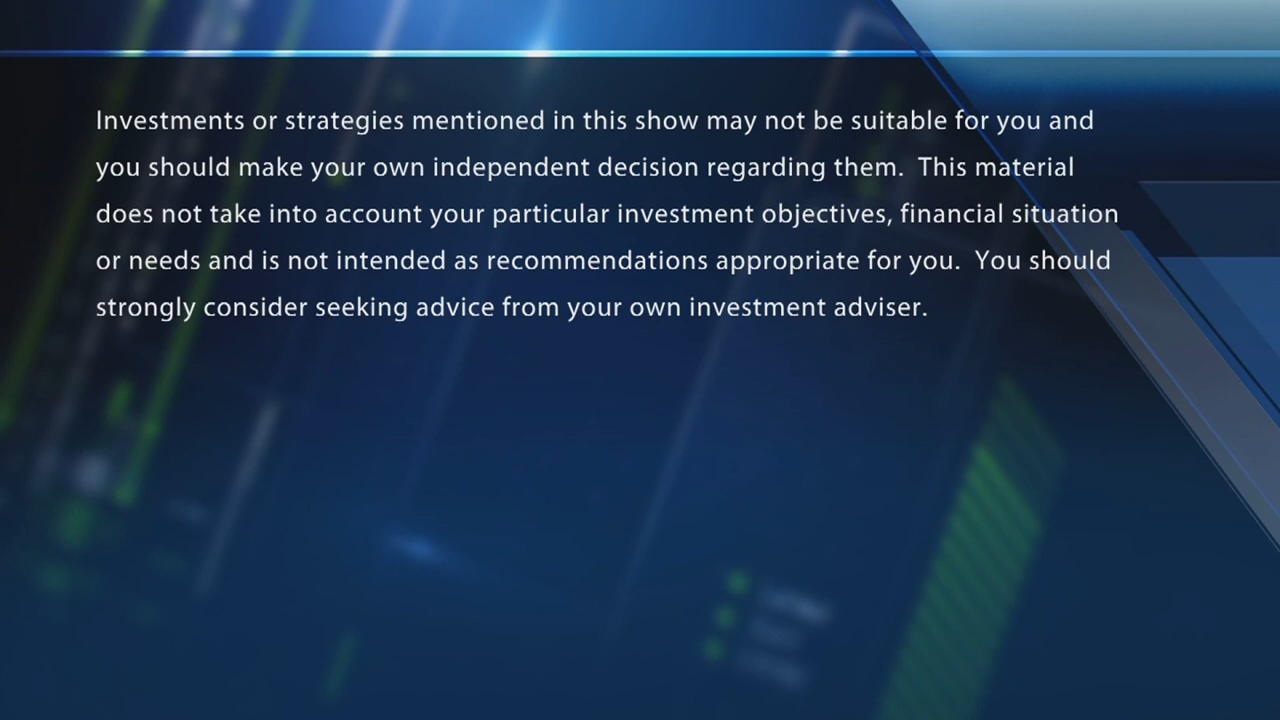 Investments or strategies mentioned in this show may not be suitable for you and
you should make your own independent decision regarding them.  This material
does not take into account your particular investment objectives, financial situation
or needs and is not intended as recommendations appropriate for you.  You should
strongly consider seeking advice from your own investment adviser.